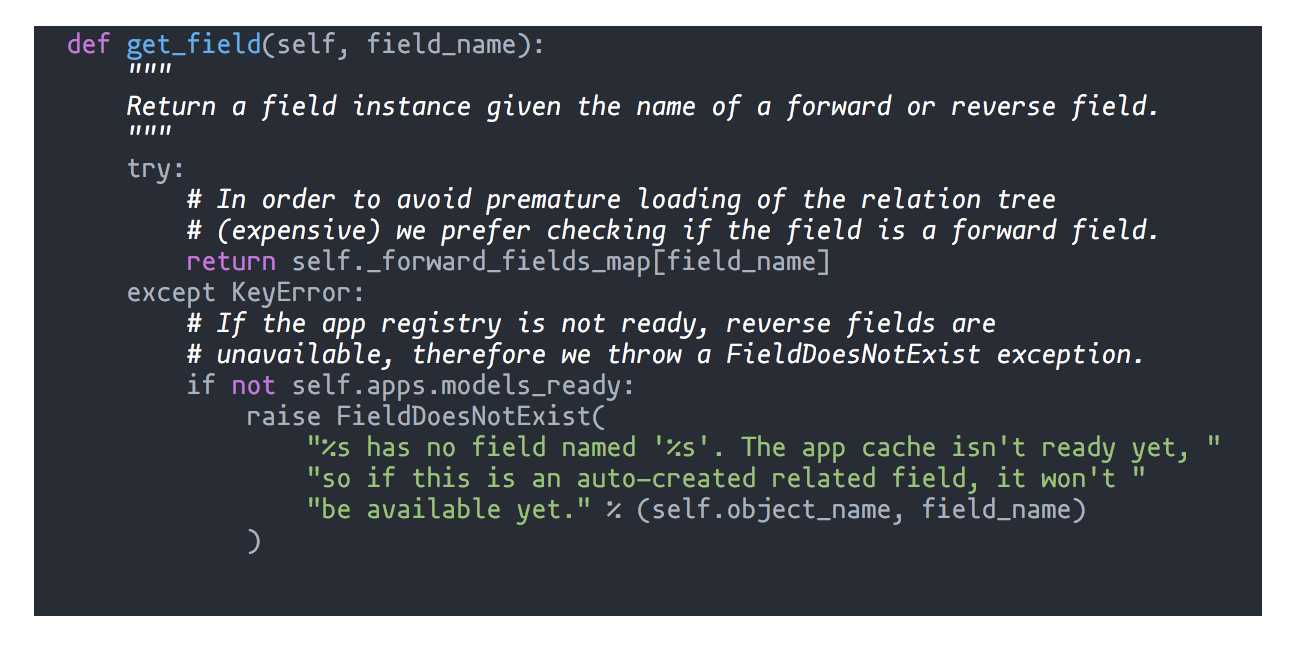 def get_field(self, field_name):
"""
Return a field instance given the name of a forward or reverse field.
"""
try:
# In order to avoid premature loading of the relation tree
# (expensive) we prefer checking if the field is a forward field.
return self._forward_fields_map[field_name]
except KeyError:
# If the app registry is not ready, reverse fields are
# unavailable, therefore we throw a FieldDoesNotExist exception.
if not self.apps.models_ready:
raise FieldDoesNotExist(
"%s has no field named '%s'. The app cache isn't ready yet, "
"so if this is an auto-created related field, it won't "
"be available yet." % (self.object_name, field_name)
)